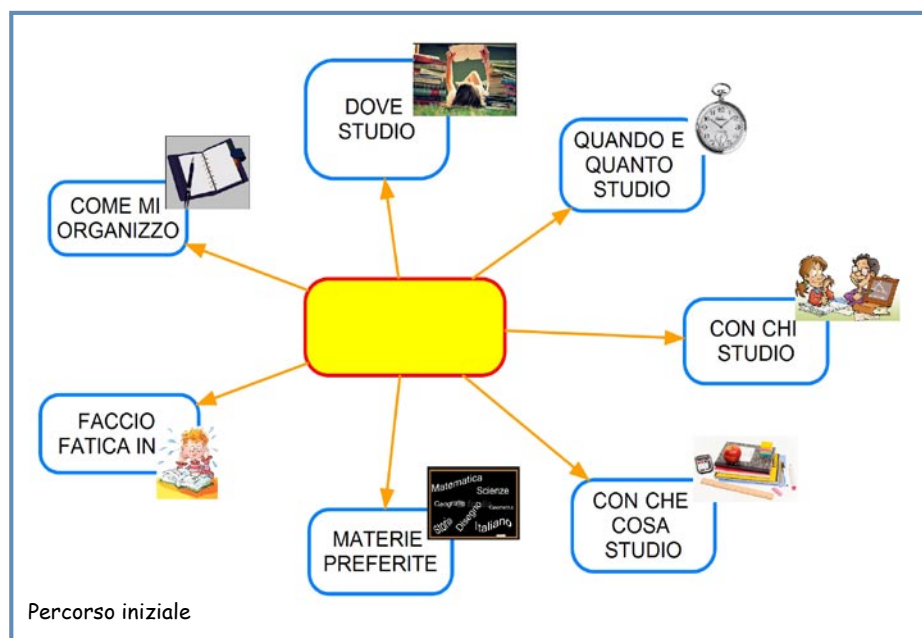 DOVE
STUDIO
QUANDO E
QUANTO
STUDIO
COME MI
ORGANIZZO
CON CHI
STUDIO
FACCIO
FATICA IN
MATERIE
PREFERITE
Matematica
Scienze
Geografia
Geometria
Storia
Disegno
Italiano
CON CHE
COSA
STUDIO
Percorso iniziale